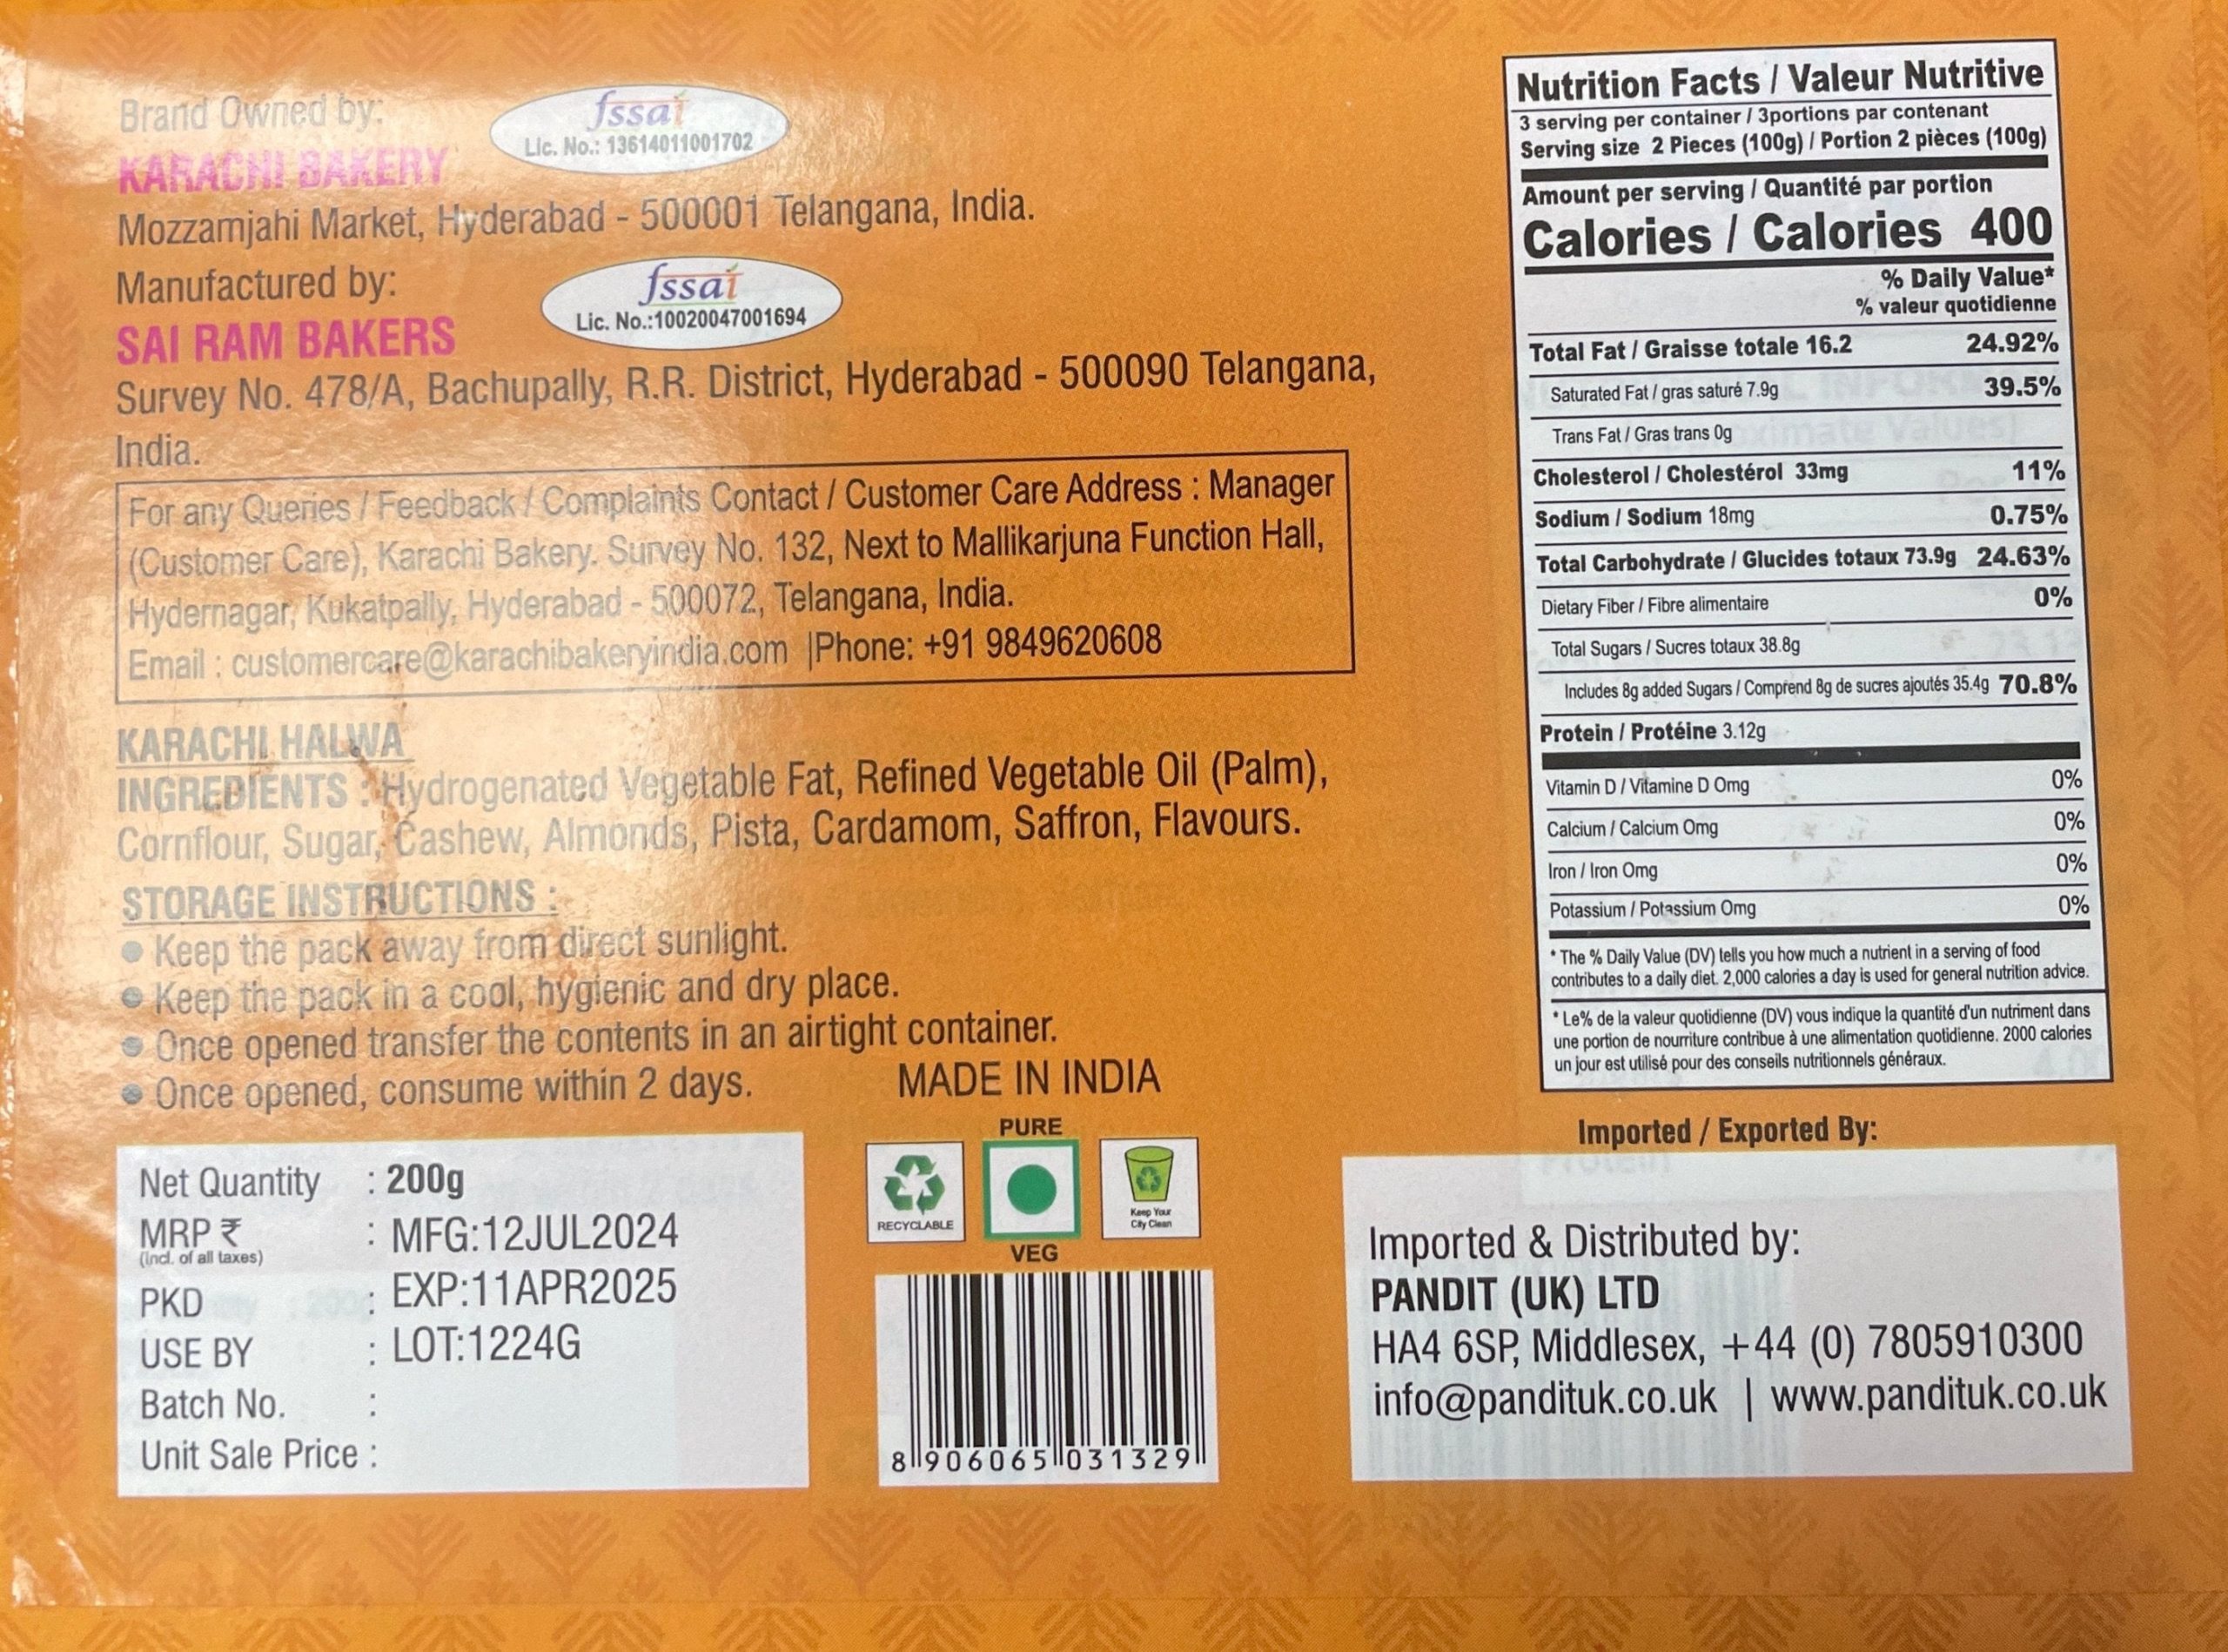 Brand Owned by:
fssai
Lic. No.: 13614011001702
KARACHI BAKERY
Mozzamjahi Market, Hyderabad - 500001 Telangana, India.
Manufactured by:
fssai
Lic. No.:10020047001694
SAI RAM BAKERS
Survey No. 478/A, Bachupally, R.R. District, Hyderabad - 500090 Telangana,
India.
For any Queries / Feedback / Complaints Contact / Customer Care Address : Manager
(Customer Care), Karachi Bakery. Survey No. 132, Next to Mallikarjuna Function Hall,
Hydernagar, Kukatpally, Hyderabad - 500072, Telangana, India.
Email : customercare@karachibakeryindia.com |Phone: +91 9849620608
KARACHI HALWA
INGREDIENTS : Hydrogenated Vegetable Fat, Refined Vegetable Oil (Palm),
Cornflour, Sugar, Cashew, Almonds, Pista, Cardamom, Saffron, Flavours.
STORAGE INSTRUCTIONS :
• Keep the pack away from direct sunlight.
• Keep the pack in a cool, hygienic and dry place.
• Once opened transfer the contents in an airtight container.
• Once opened, consume within 2 days.
MADE IN INDIA
Net Quantity : 200g
MRP ₹ : MFG:12JUL2024
(incl. of all taxes)
PKD : EXP:11APR2025
USE BY : LOT:1224G
Batch No. :
Unit Sale Price :
PURE
RECYCLABLE
VEG
Keep Your
City Clean
8 906065 031329
Nutrition Facts / Valeur Nutritive
3 serving per container / 3portions par contenant
Serving size 2 Pieces (100g) / Portion 2 pièces (100g)
Amount per serving / Quantité par portion
Calories / Calories 400
% Daily Value*
% valeur quotidienne
Total Fat / Graisse totale 16.2 24.92%
Saturated Fat / gras saturé 7.9g 39.5%
Trans Fat / Gras trans 0g
Cholesterol / Cholestérol 33mg 11%
Sodium / Sodium 18mg 0.75%
Total Carbohydrate / Glucides totaux 73.9g 24.63%
Dietary Fiber / Fibre alimentaire 0%
Total Sugars / Sucres totaux 38.8g
Includes 8g added Sugars / Comprend 8g de sucres ajoutés 35.4g 70.8%
Protein / Protéine 3.12g
Vitamin D / Vitamine D Omg 0%
Calcium / Calcium Omg 0%
Iron / Iron Omg 0%
Potassium / Potassium Omg 0%
* The % Daily Value (DV) tells you how much a nutrient in a serving of food
contributes to a daily diet. 2,000 calories a day is used for general nutrition advice.
* Le% de la valeur quotidienne (DV) vous indique la quantité d'un nutriment dans
une portion de nourriture contribue à une alimentation quotidienne. 2000 calories
un jour est utilisé pour des conseils nutritionnels généraux.
Imported / Exported By:
Imported & Distributed by:
PANDIT (UK) LTD
HA4 6SP, Middlesex, +44 (0) 7805910300
info@pandituk.co.uk | www.pandituk.co.uk